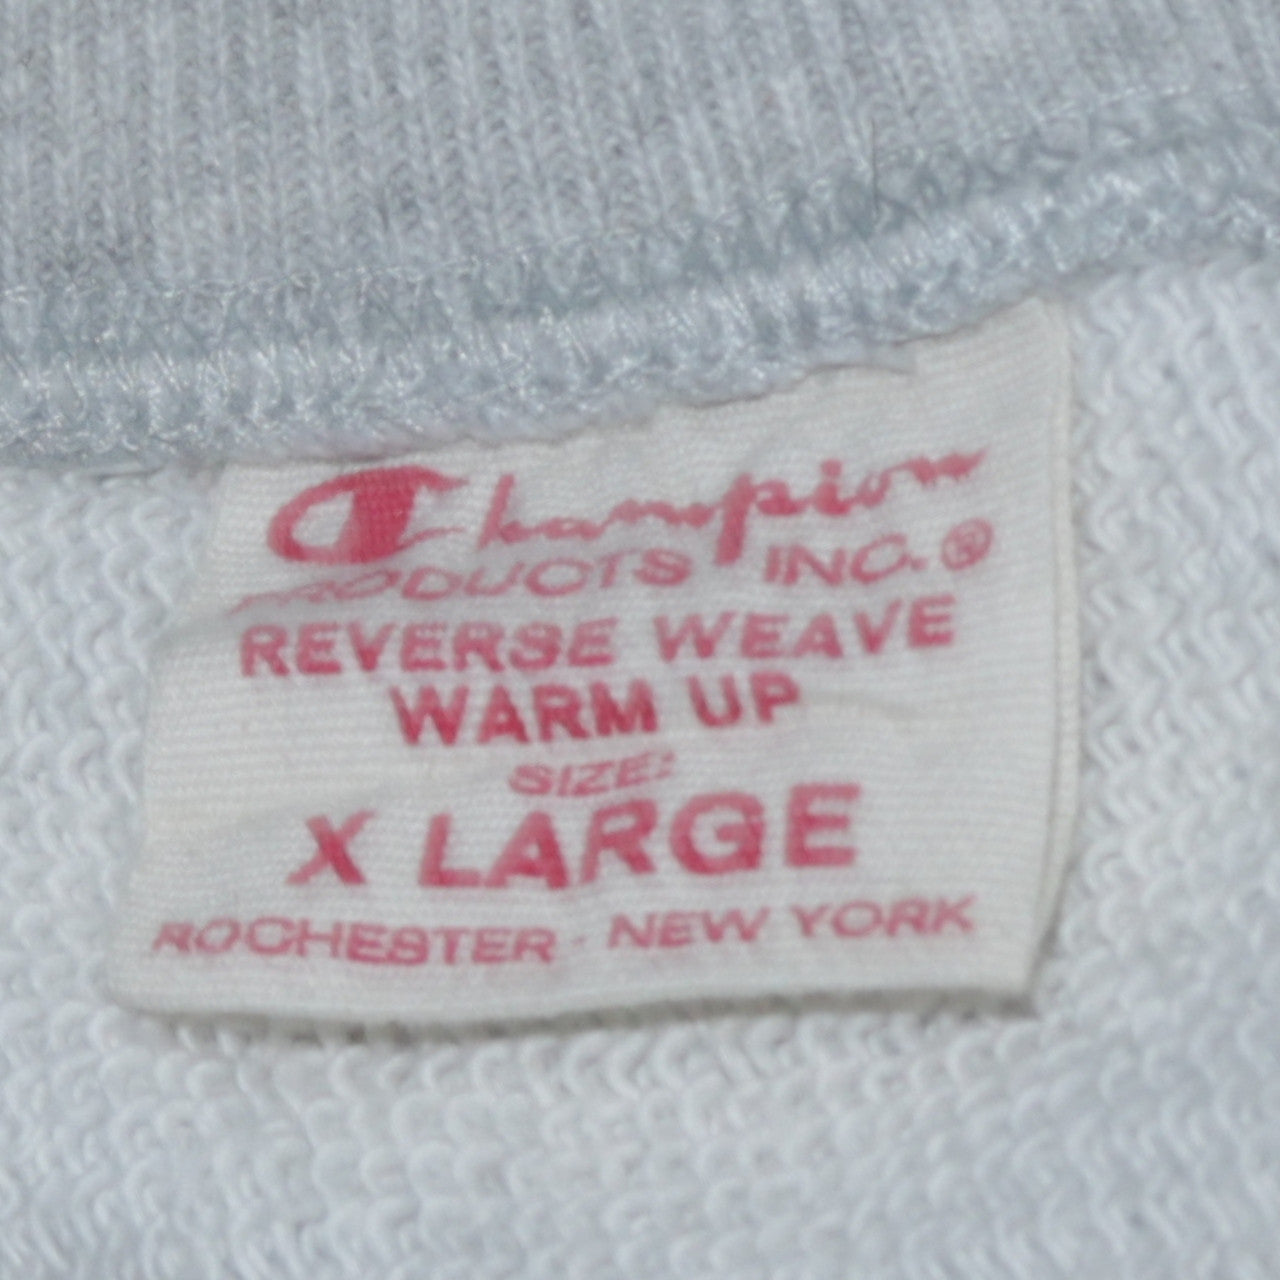 Champion
PRODUCTS INC.®
REVERSE WEAVE
WARM UP
SIZE:
X LARGE
ROCHESTER - NEW YORK